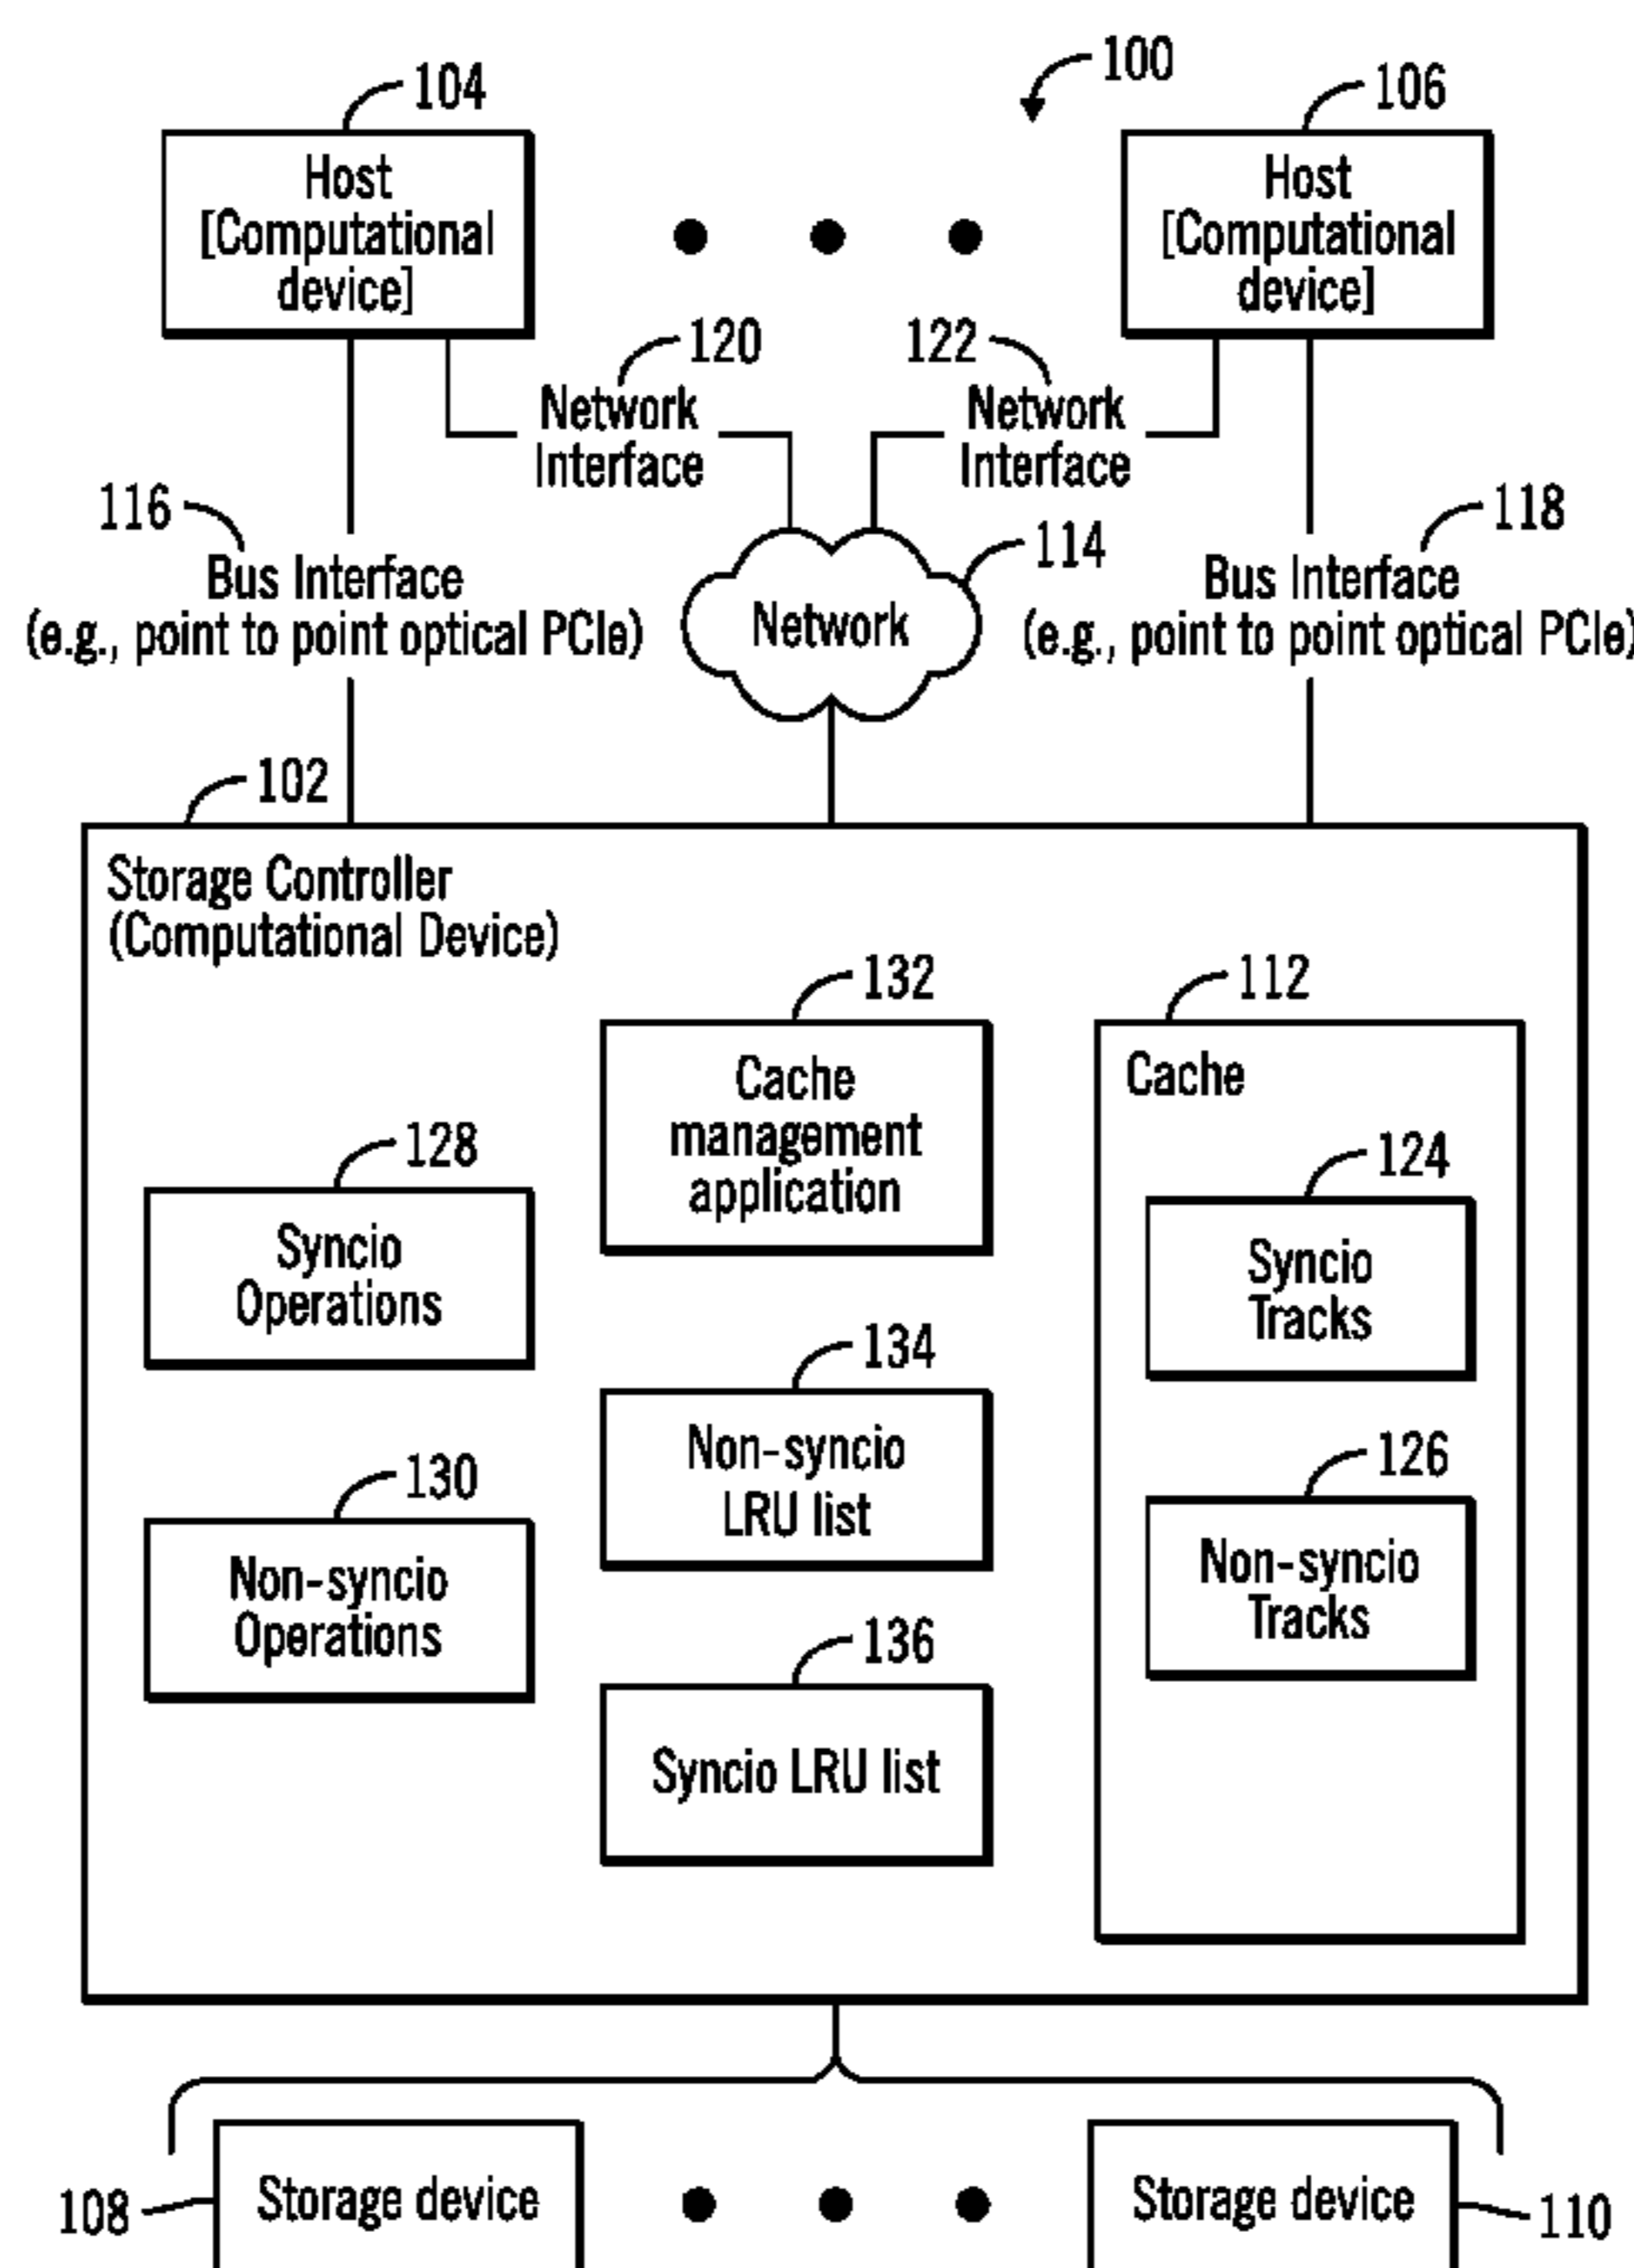 100
104
106
Host
[Computational
device]
Host
[Computational
device]
120
122
Network
Interface
Network
Interface
116
118
114
Bus Interface
(e.g., point to point optical PCIe)
Network
Bus Interface
(e.g., point to point optical PCIe)
102
Storage Controller
(Computational Device)
132
112
Cache
management
application
Cache
128
124
Syncio
Operations
Syncio
Tracks
134
Non-syncio
LRU list
130
126
Non-syncio
Operations
Non-syncio
Tracks
136
Syncio LRU list
108
Storage device
Storage device
110